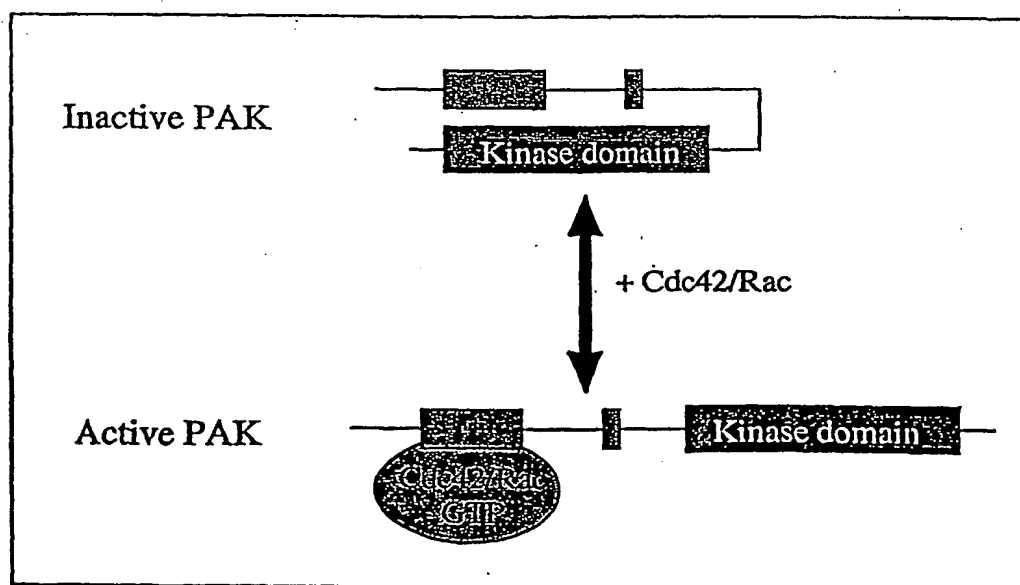 Inactive PAK
Kinase domain
+ Cdc42/Rac
Active PAK
Kinase domain
Cdc42/Rac
GTP